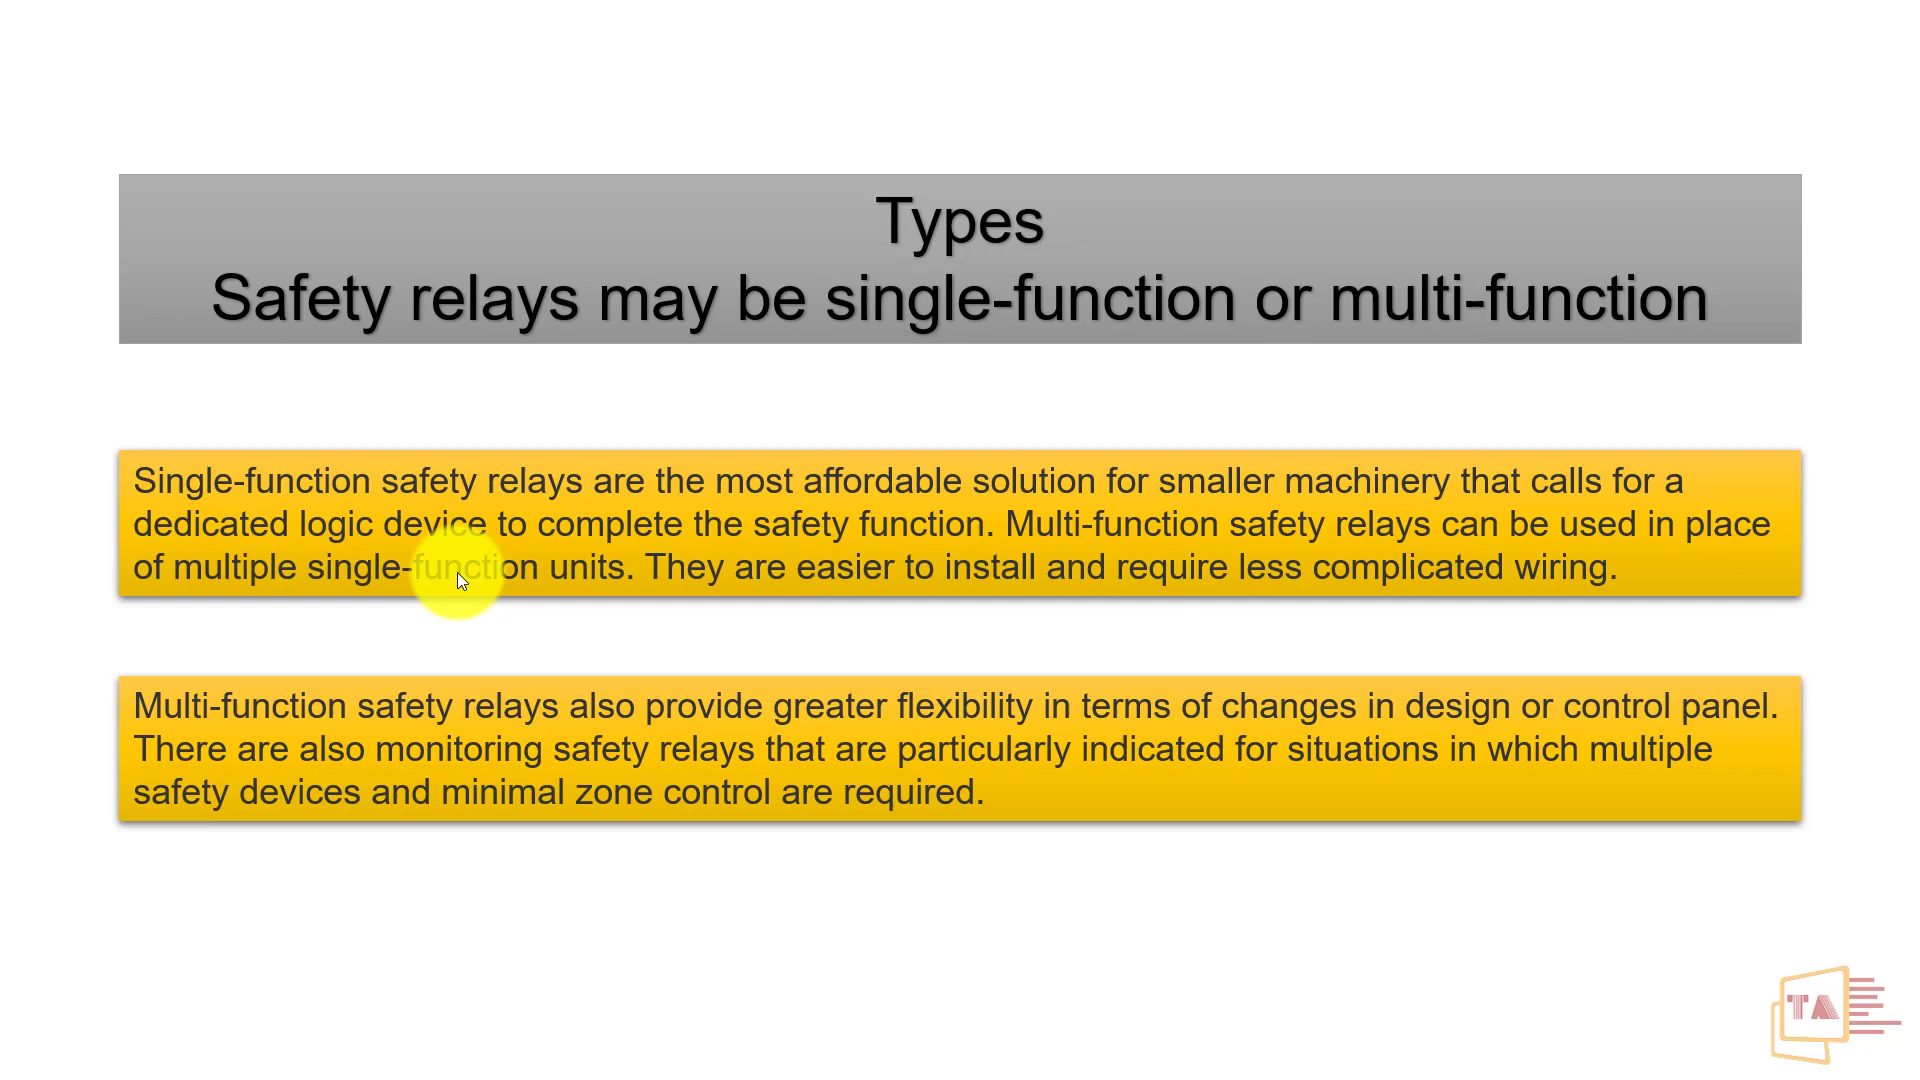 Types
Safety relays may be single-function or multi-function
Single-function safety relays are the most affordable solution for smaller machinery that calls for a
dedicated logic device to complete the safety function. Multi-function safety relays can be used in place
of multiple single-function units. They are easier to install and require less complicated wiring.
Multi-function safety relays also provide greater flexibility in terms of changes in design or control panel.
There are also monitoring safety relays that are particularly indicated for situations in which multiple
safety devices and minimal zone control are required.
TA